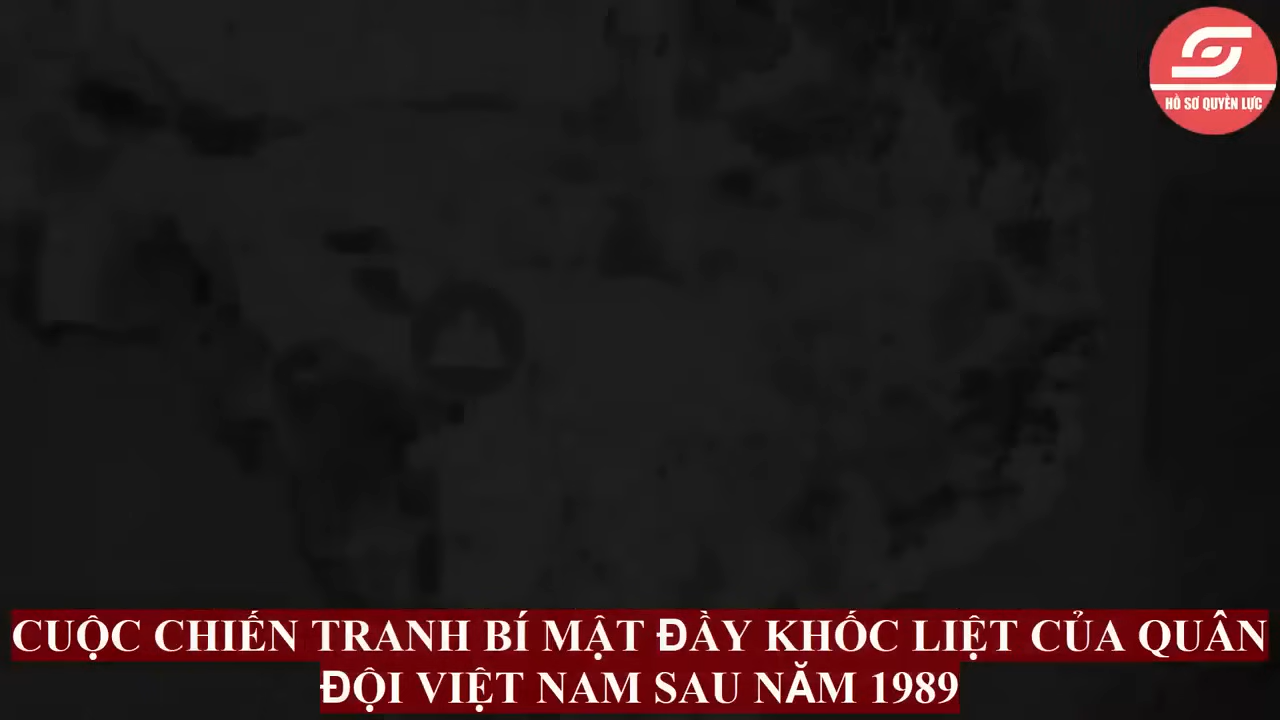 HỒ SƠ QUYỀN LỰC
CUỘC CHIẾN TRANH BÍ MẬT ĐẦY KHỐC LIỆT CỦA QUÂN
ĐỘI VIỆT NAM SAU NĂM 1989